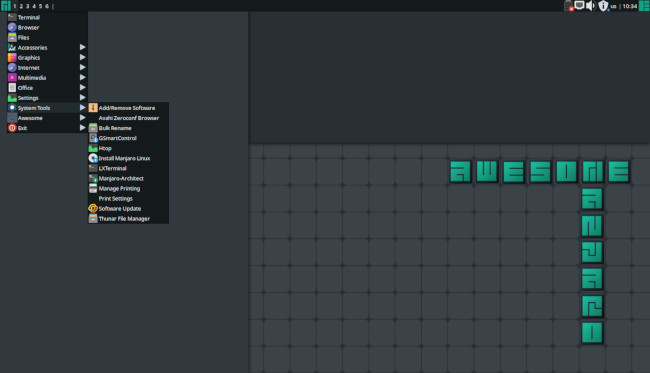 1 2 3 4 5 6 |
us | 10:34
Terminal
Browser
Files
Accessories
Graphics
Internet
Multimedia
Office
Settings
System Tools
Awesome
Exit
Add/Remove Software
Avahi Zeroconf Browser
Bulk Rename
GSmartControl
Htop
Install Manjaro Linux
LXTerminal
Manjaro-Architect
Manage Printing
Print Settings
Software Update
Thunar File Manager
AWESOME
MANJARO